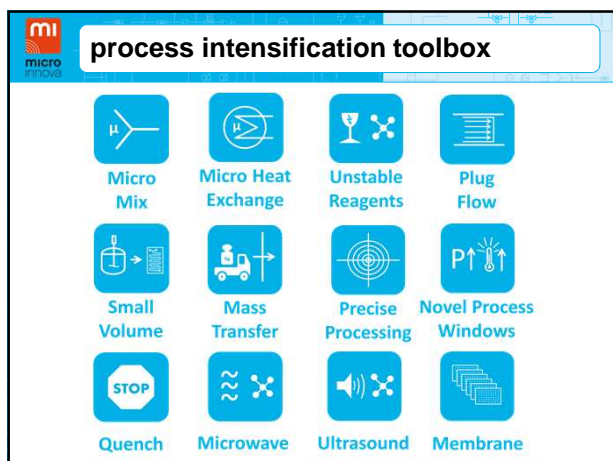 mi
micro
innova
process intensification toolbox
μ
μ
Micro
Mix
Micro Heat
Exchange
Unstable
Reagents
Plug
Flow
P↑ ↑
Small
Volume
Mass
Transfer
Precise
Processing
Novel Process
Windows
STOP
Quench
Microwave
Ultrasound
Membrane